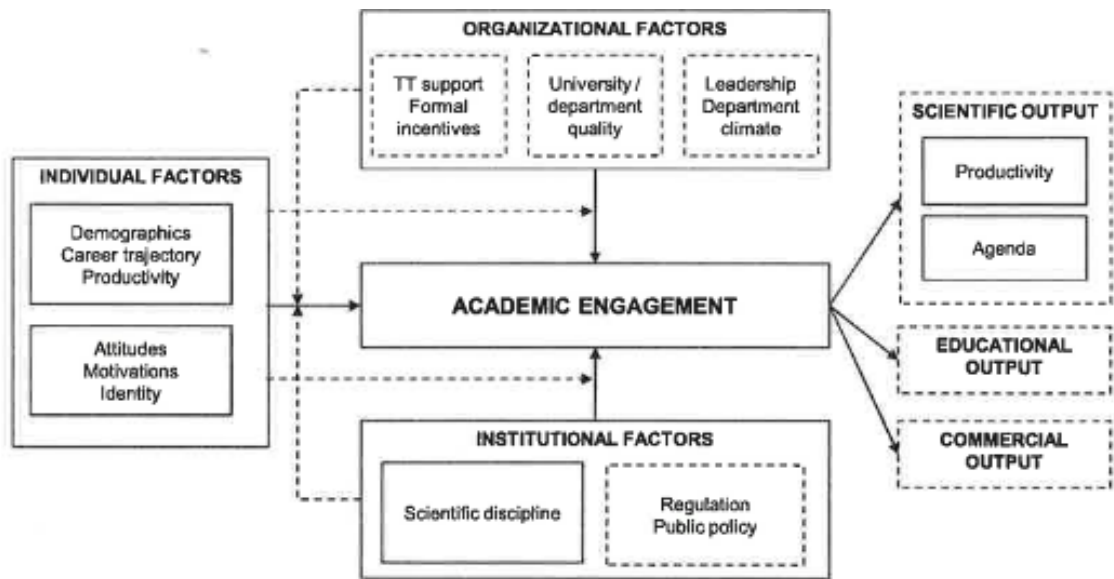 ORGANIZATIONAL FACTORS
TT support
Formal
incentives
University /
department
quality
Leadership
Department
climate
INDIVIDUAL FACTORS
Demographics
Career trajectory
Productivity
Attitudes
Motivations
Identity
ACADEMIC ENGAGEMENT
INSTITUTIONAL FACTORS
Scientific discipline
Regulation
Public policy
SCIENTIFIC OUTPUT
Productivity
Agenda
EDUCATIONAL
OUTPUT
COMMERCIAL
OUTPUT